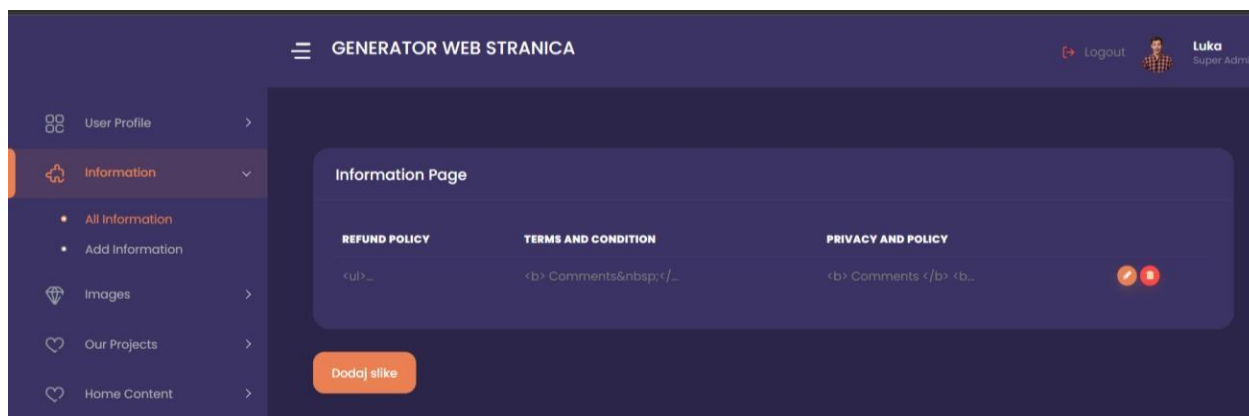 GENERATOR WEB STRANICA
Logout
Luka
Super Admi
User Profile
Information
All Information
Add Information
Images
Our Projects
Home Content
Information Page
REFUND POLICY TERMS AND CONDITION PRIVACY AND POLICY
<ul>... <b> Comments&nbsp;</... <b> Comments </b> <b...
Dodaj slike